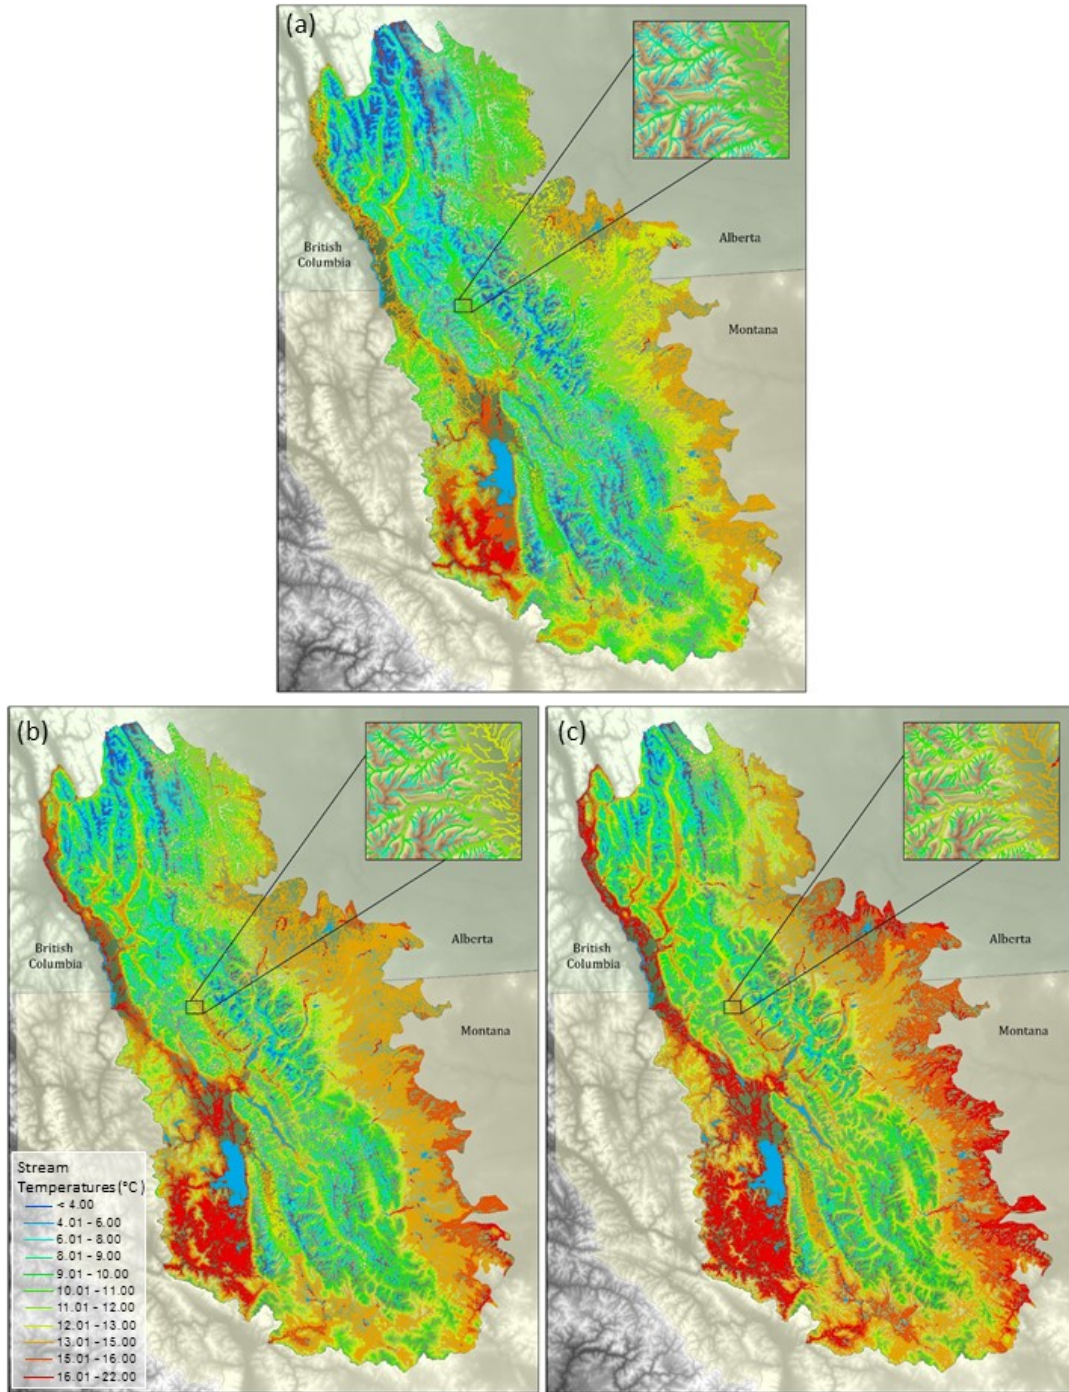 (a)
Alberta
British
Columbia
Montana
(b)
British
Columbia
Alberta
Montana
Stream
Temperatures (°C)
< 4.00
4.01 - 6.00
6.01 - 8.00
8.01 - 9.00
9.01 - 10.00
10.01 - 11.00
11.01 - 12.00
12.01 - 13.00
13.01 - 15.00
15.01 - 16.00
16.01 - 22.00
(c)
British
Columbia
Alberta
Montana